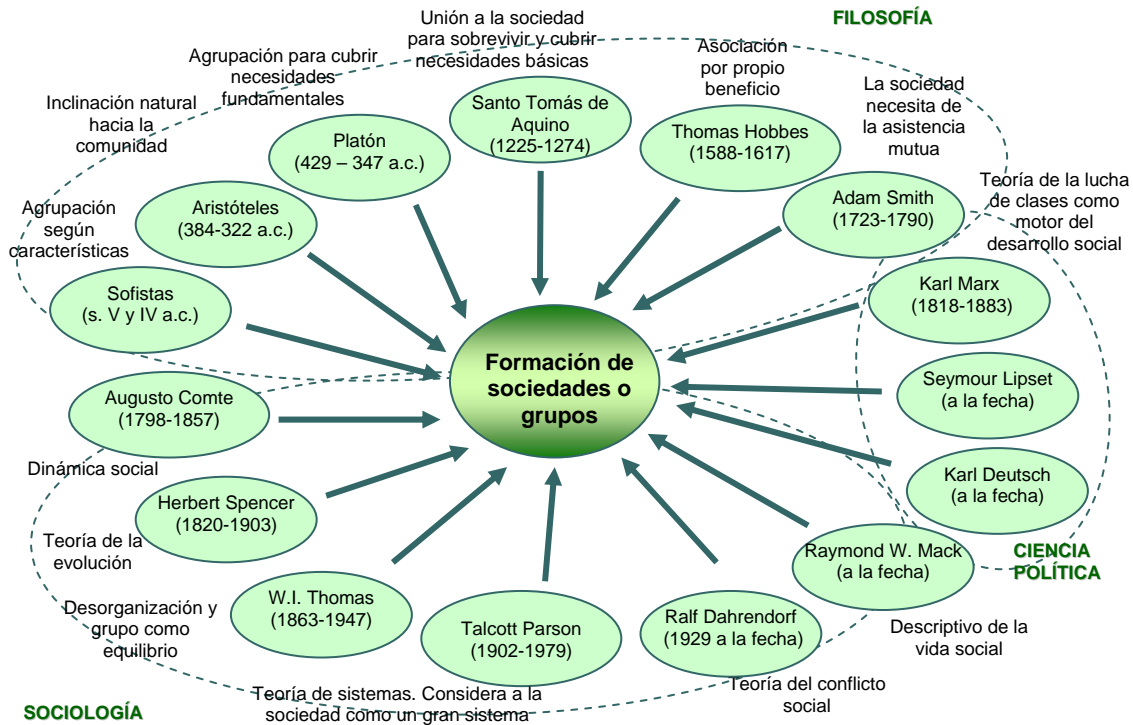 FILOSOFÍA
Unión a la sociedad
para sobrevivir y cubrir
necesidades básicas
Agrupación para cubrir
necesidades
fundamentales
Asociación
por propio
beneficio
Inclinación natural
hacia la
comunidad
La sociedad
necesita de
la asistencia
mutua
Santo Tomás de
Aquino
(1225-1274)
Platón
(429 – 347 a.c.)
Thomas Hobbes
(1588-1617)
Aristóteles
(384-322 a.c.)
Adam Smith
(1723-1790)
Teoría de la lucha
de clases como
motor del
desarrollo social
Agrupación
según
características
Sofistas
(s. V y IV a.c.)
Karl Marx
(1818-1883)
Formación de
sociedades o
grupos
Seymour Lipset
(a la fecha)
Augusto Comte
(1798-1857)
Karl Deutsch
(a la fecha)
Dinámica social
Herbert Spencer
(1820-1903)
Raymond W. Mack
(a la fecha)
CIENCIA
POLÍTICA
Teoría de la
evolución
W.I. Thomas
(1863-1947)
Talcott Parson
(1902-1979)
Ralf Dahrendorf
(1929 a la fecha)
Desorganización y
grupo como
equilibrio
Descriptivo de la
vida social
Teoría de sistemas. Considera a la
sociedad como un gran sistema
Teoría del conflicto
social
SOCIOLOGÍA